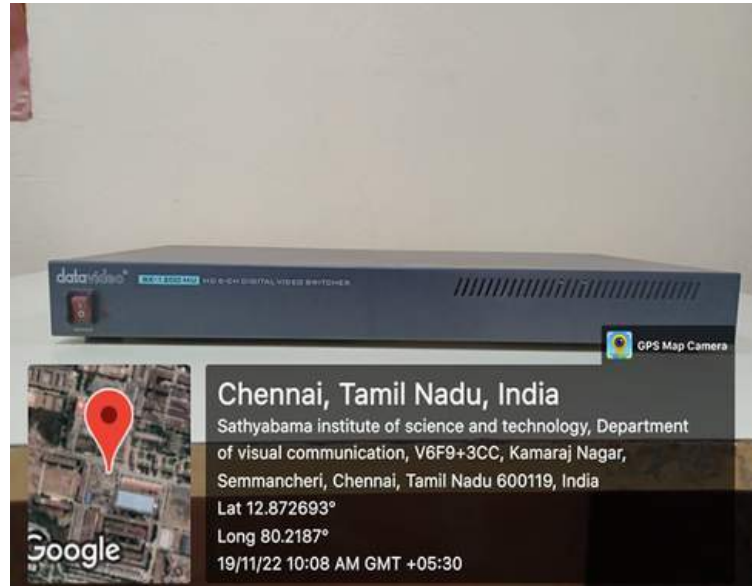 datavideo®
HD 6-CH DIGITAL VIDEO SWITCHER
GPS Map Camera
Chennai, Tamil Nadu, India
Sathyabama institute of science and technology, Department
of visual communication, V6F9+3CC, Kamaraj Nagar,
Semmancheri, Chennai, Tamil Nadu 600119, India
Lat 12.872693°
Long 80.2187°
19/11/22 10:08 AM GMT +05:30
Google